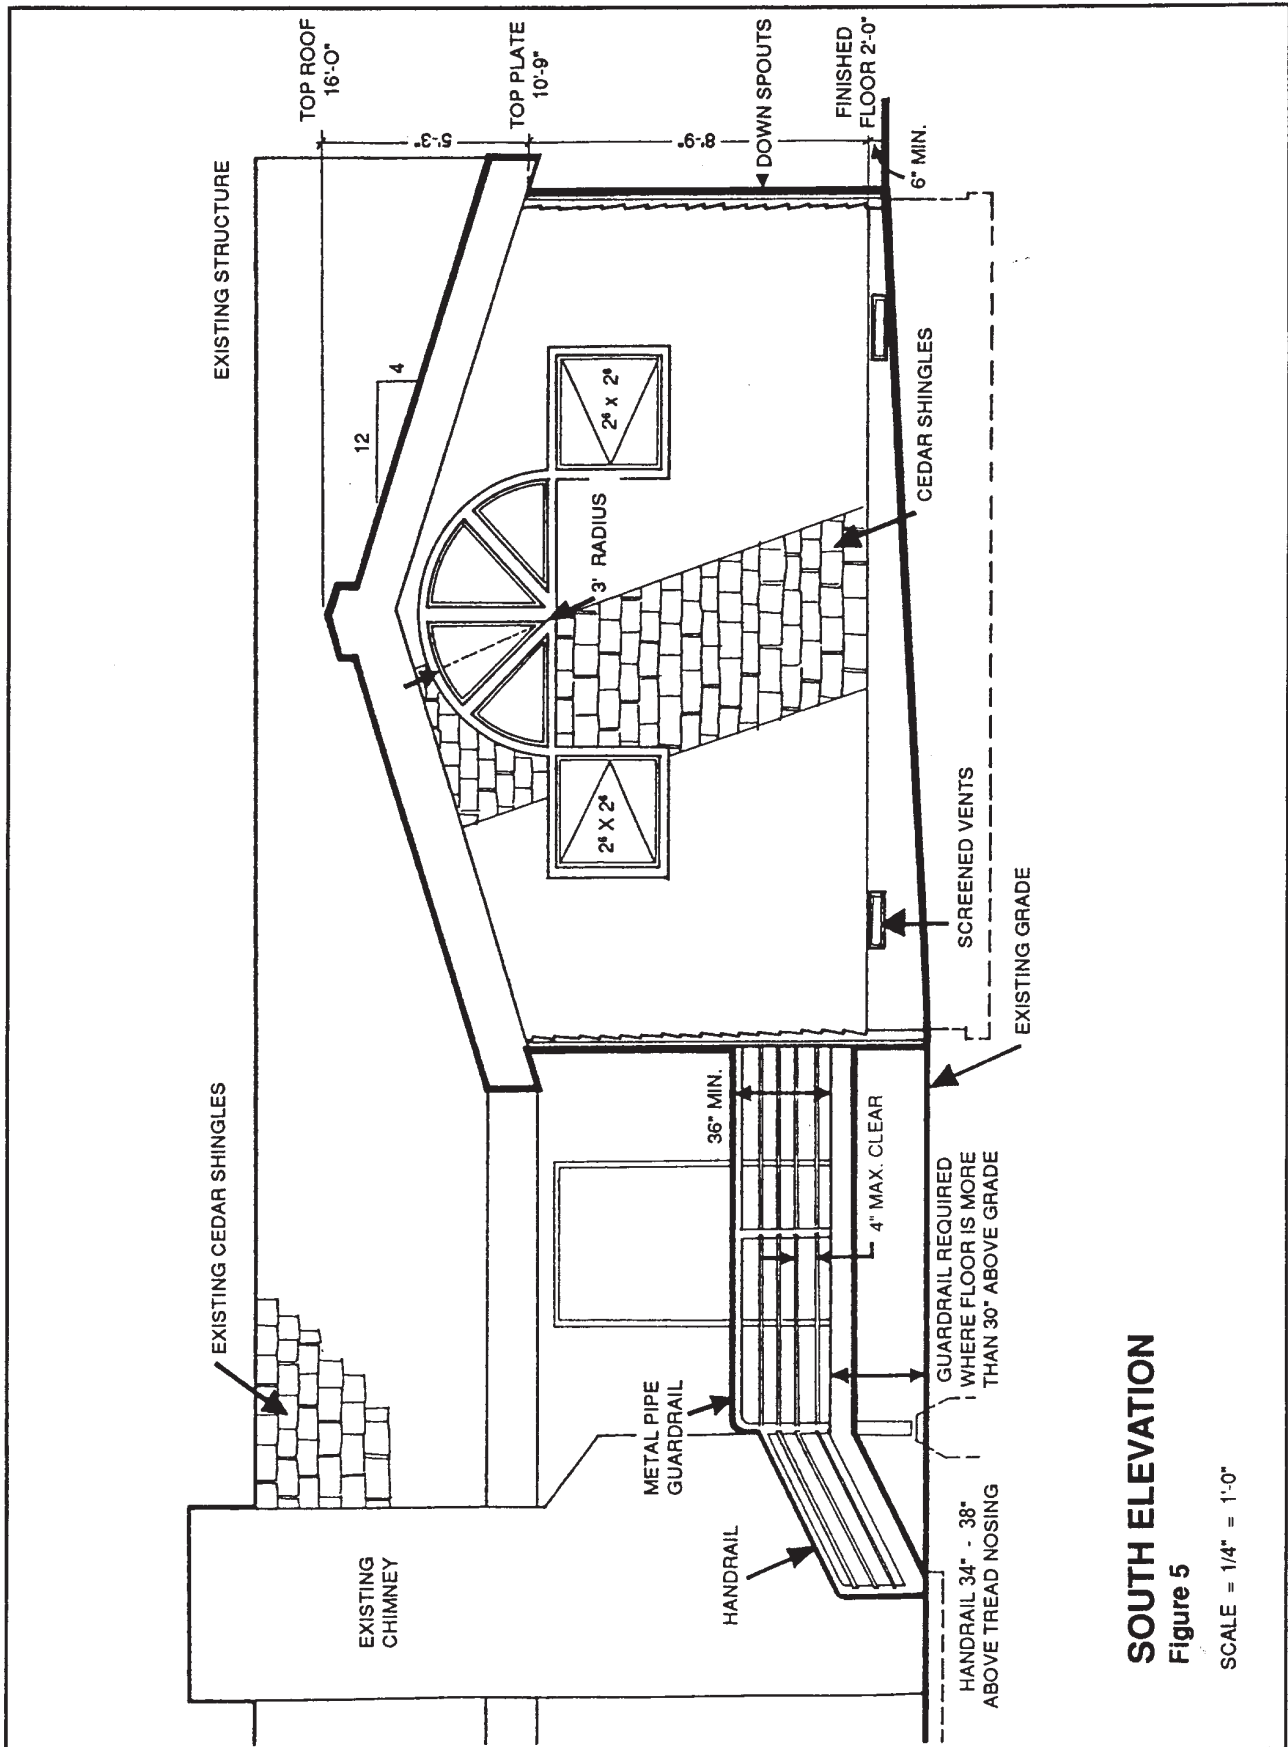 EXISTING CEDAR SHINGLES
EXISTING STRUCTURE
TOP ROOF
16'-0"
5'-3"
TOP PLATE
10'-9"
8'-9"
DOWN SPOUTS
FINISHED
FLOOR 2'-0"
6" MIN.
12
4
EXISTING
CHIMNEY
METAL PIPE
GUARDRAIL
HANDRAIL
36" MIN.
4" MAX. CLEAR
2⁶ X 2⁶
3' RADIUS
2⁶ X 2⁶
CEDAR SHINGLES
SCREENED VENTS
EXISTING GRADE
GUARDRAIL REQUIRED
WHERE FLOOR IS MORE
THAN 30" ABOVE GRADE
HANDRAIL 34" - 38"
ABOVE TREAD NOSING
SOUTH ELEVATION
Figure 5
SCALE = 1/4" = 1'-0"